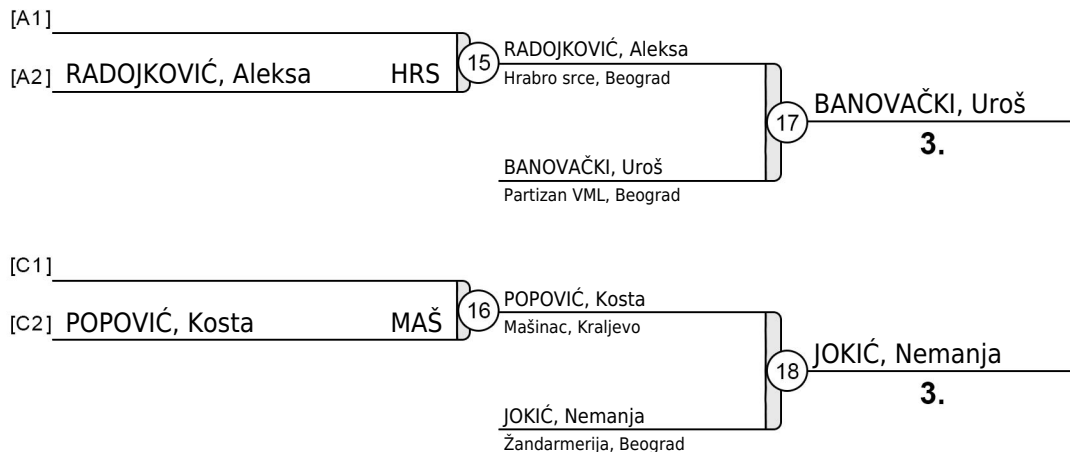 [A1]
[A2] RADOJKOVIĆ, Aleksa HRS
15
RADOJKOVIĆ, Aleksa
Hrabro srce, Beograd
BANOVAČKI, Uroš
Partizan VML, Beograd
17
BANOVAČKI, Uroš
3.
[C1]
[C2] POPOVIĆ, Kosta MAŠ
16
POPOVIĆ, Kosta
Mašinac, Kraljevo
JOKIĆ, Nemanja
Žandarmerija, Beograd
18
JOKIĆ, Nemanja
3.